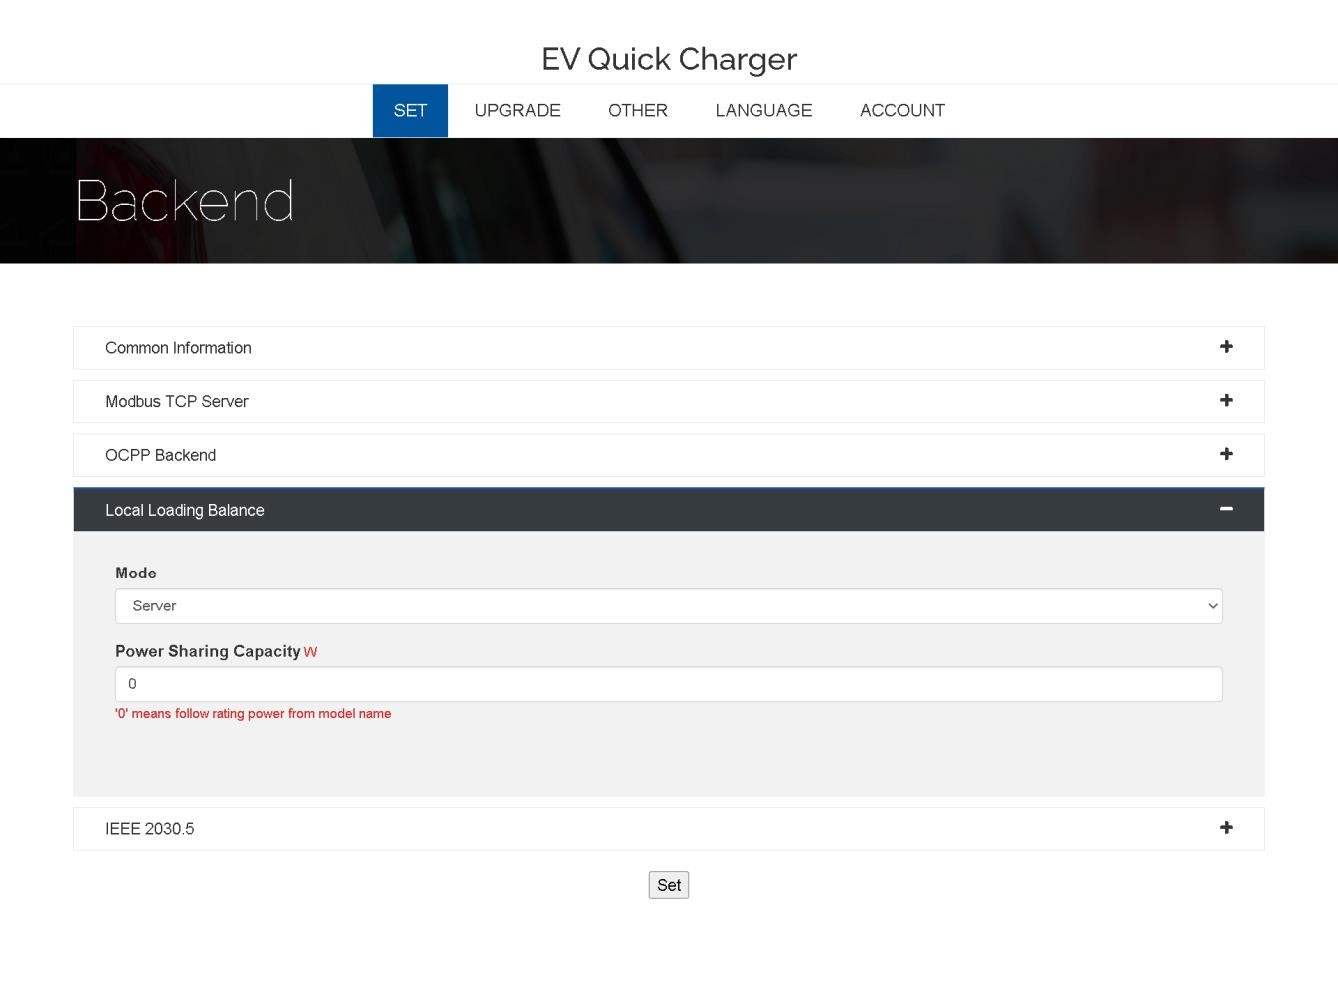 EV Quick Charger
SET UPGRADE OTHER LANGUAGE ACCOUNT
Backend
Common Information
Modbus TCP Server
OCPP Backend
Local Loading Balance
Mode
Server
Power Sharing Capacity W
0
'0' means follow rating power from model name
IEEE 2030.5
Set